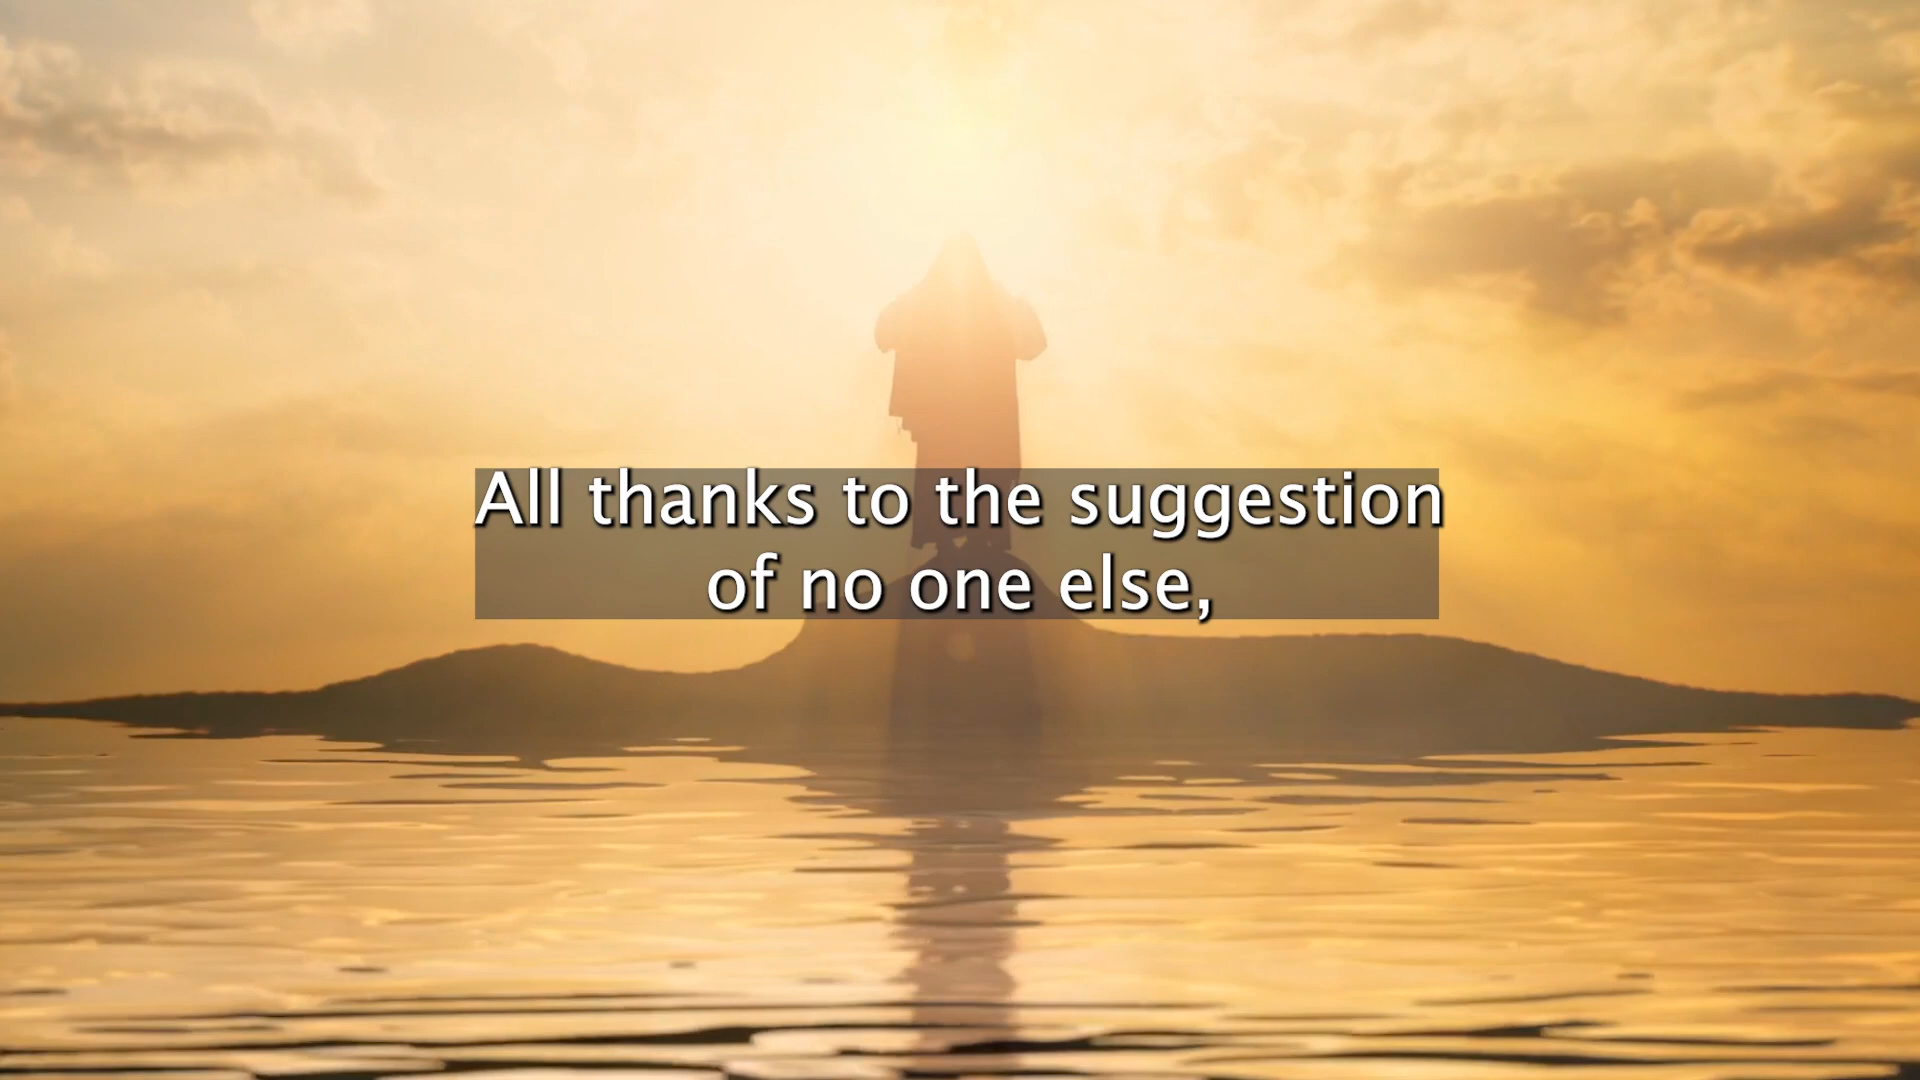 All thanks to the suggestion
of no one else,